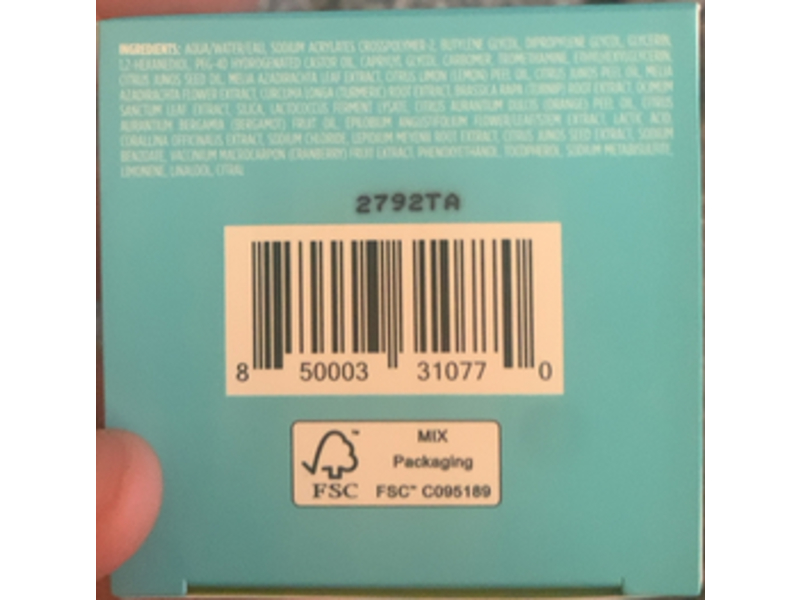 INGREDIENTS: AQUA/WATER/EAU, SODIUM ACRYLATES CROSSPOLYMER-2, BUTYLENE GLYCOL, DIPROPYLENE GLYCOL, GLYCERIN,
1,2-HEXANEDIOL, PEG-40 HYDROGENATED CASTOR OIL, CAPRYLYL GLYCOL, CARBOMER, TROMETHAMINE, ETHYLHEXYLGLYCERIN,
CITRUS JUNOS SEED OIL, MELIA AZADIRACHTA LEAF EXTRACT, CITRUS LIMON (LEMON) PEEL OIL, CITRUS JUNOS PEEL OIL, MELIA
AZADIRACHTA FLOWER EXTRACT, CURCUMA LONGA (TURMERIC) ROOT EXTRACT, BRASSICA RAPA (TURNIP) ROOT EXTRACT, OCIMUM
SANCTUM LEAF EXTRACT, SILICA, LACTOCOCCUS FERMENT LYSATE, CITRUS AURANTIUM DULCIS (ORANGE) PEEL OIL, CITRUS
AURANTIUM BERGAMIA (BERGAMOT) FRUIT OIL, EPILOBIUM ANGUSTIFOLIUM FLOWER/LEAF/STEM EXTRACT, LACTIC ACID,
CORALLINA OFFICINALIS EXTRACT, SODIUM CHLORIDE, LEPIDIUM MEYENII ROOT EXTRACT, CITRUS JUNOS SEED EXTRACT, SODIUM
BENZOATE, VACCINIUM MACROCARPON (CRANBERRY) FRUIT EXTRACT, PHENOXYETHANOL, TOCOPHEROL, SODIUM METABISULFITE,
LIMONENE, LINALOOL, CITRAL
2792TA
8 50003 31077 0
MIX
Packaging
FSC FSC™ C095189